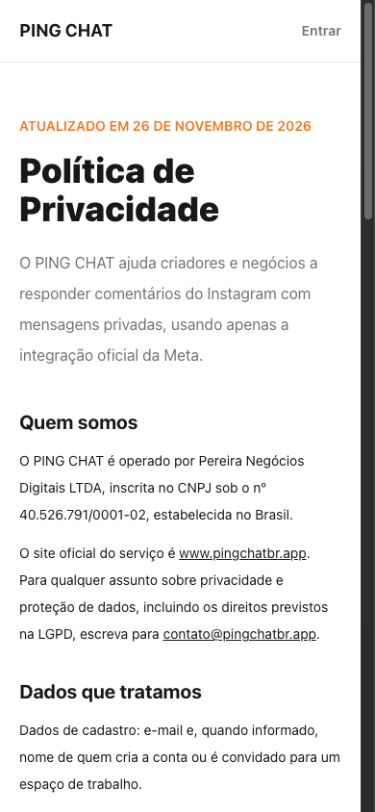 PING CHAT
Entrar
ATUALIZADO EM 26 DE NOVEMBRO DE 2026
Política de
Privacidade
O PING CHAT ajuda criadores e negócios a
responder comentários do Instagram com
mensagens privadas, usando apenas a
integração oficial da Meta.
Quem somos
O PING CHAT é operado por Pereira Negócios
Digitais LTDA, inscrita no CNPJ sob o nº
40.526.791/0001-02, estabelecida no Brasil.
O site oficial do serviço é www.pingchatbr.app.
Para qualquer assunto sobre privacidade e
proteção de dados, incluindo os direitos previstos
na LGPD, escreva para contato@pingchatbr.app.
Dados que tratamos
Dados de cadastro: e-mail e, quando informado,
nome de quem cria a conta ou é convidado para um
espaço de trabalho.